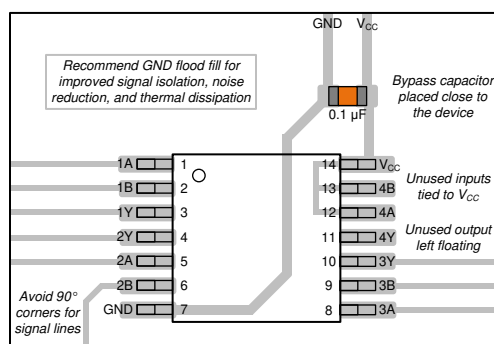 GND VCC
Recommend GND flood fill for
improved signal isolation, noise
reduction, and thermal dissipation
Bypass capacitor
placed close to
the device
0.1 µF
1A 1 14 VCC
1B 2 13 4B
1Y 3 12 4A
2Y 4 11 4Y
2A 5 10 3Y
2B 6 9 3B
GND 7 8 3A
Unused inputs
tied to VCC
Unused output
left floating
Avoid 90°
corners for
signal lines